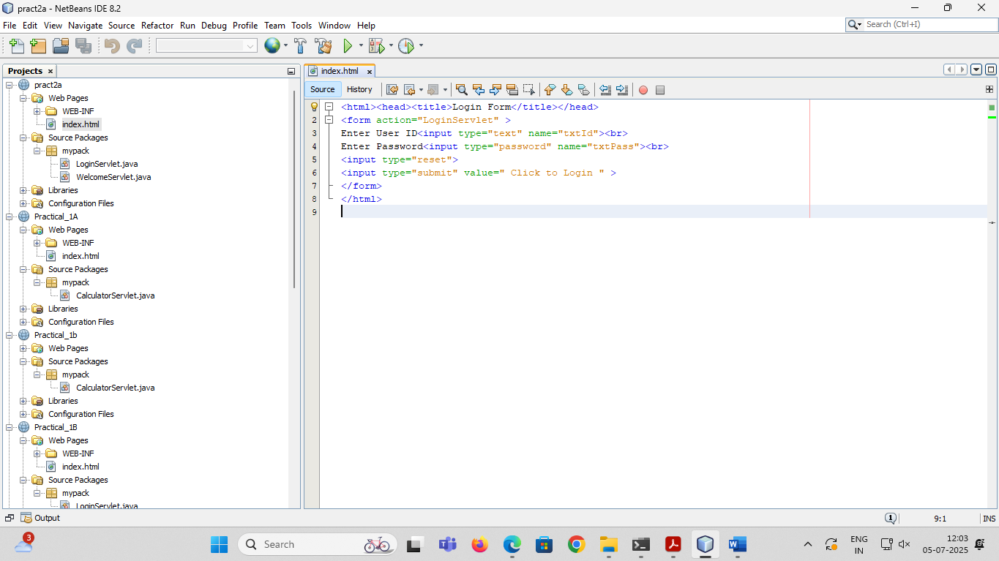 pract2a - NetBeans IDE 8.2
File Edit View Navigate Source Refactor Run Debug Profile Team Tools Window Help
Search (Ctrl+I)
Projects
index.html
pract2a
Web Pages
WEB-INF
index.html
Source Packages
mypack
LoginServlet.java
WelcomeServlet.java
Libraries
Configuration Files
Practical_1A
Web Pages
WEB-INF
index.html
Source Packages
mypack
CalculatorServlet.java
Libraries
Configuration Files
Practical_1b
Web Pages
Source Packages
mypack
CalculatorServlet.java
Libraries
Configuration Files
Practical_1B
Web Pages
WEB-INF
index.html
Source Packages
mypack
LoginServlet.java
Source History
1 <html><head><title>Login Form</title></head>
2 <form action="LoginServlet" >
3 Enter User ID<input type="text" name="txtId"><br>
4 Enter Password<input type="password" name="txtPass"><br>
5 <input type="reset">
6 <input type="submit" value=" Click to Login " >
7 </form>
8 </html>
9
Output
1
9:1
INS
3
Search
ENG
IN
12:03
05-07-2025